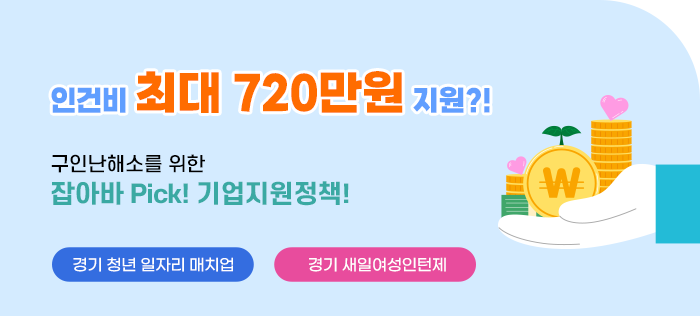 인건비 최대 720만원 지원?!
구인난해소를 위한
잡아바 Pick! 기업지원정책!
경기 청년 일자리 매치업
경기 새일여성인턴제
₩